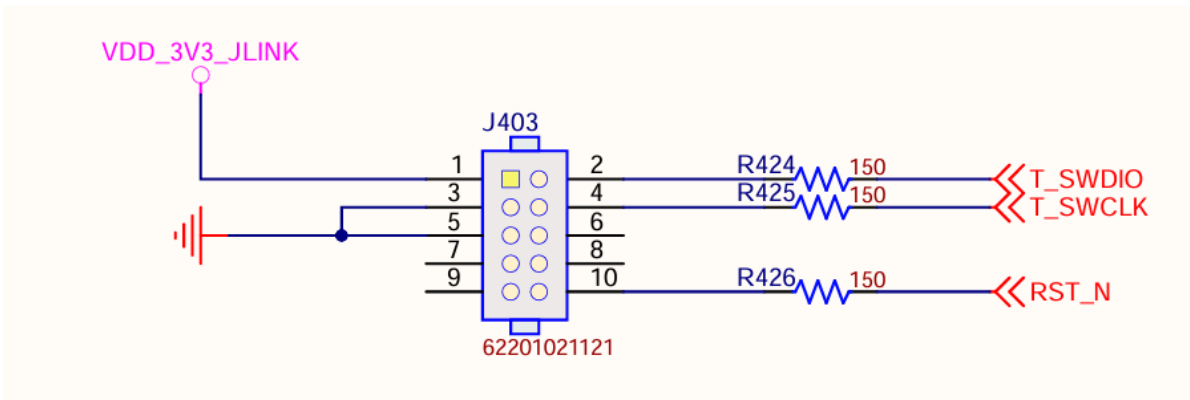 VDD_3V3_JLINK
J403
1 2 R424 150 T_SWDIO
3 4 R425 150 T_SWCLK
5 6
7 8
9 10 R426 150 RST_N
62201021121